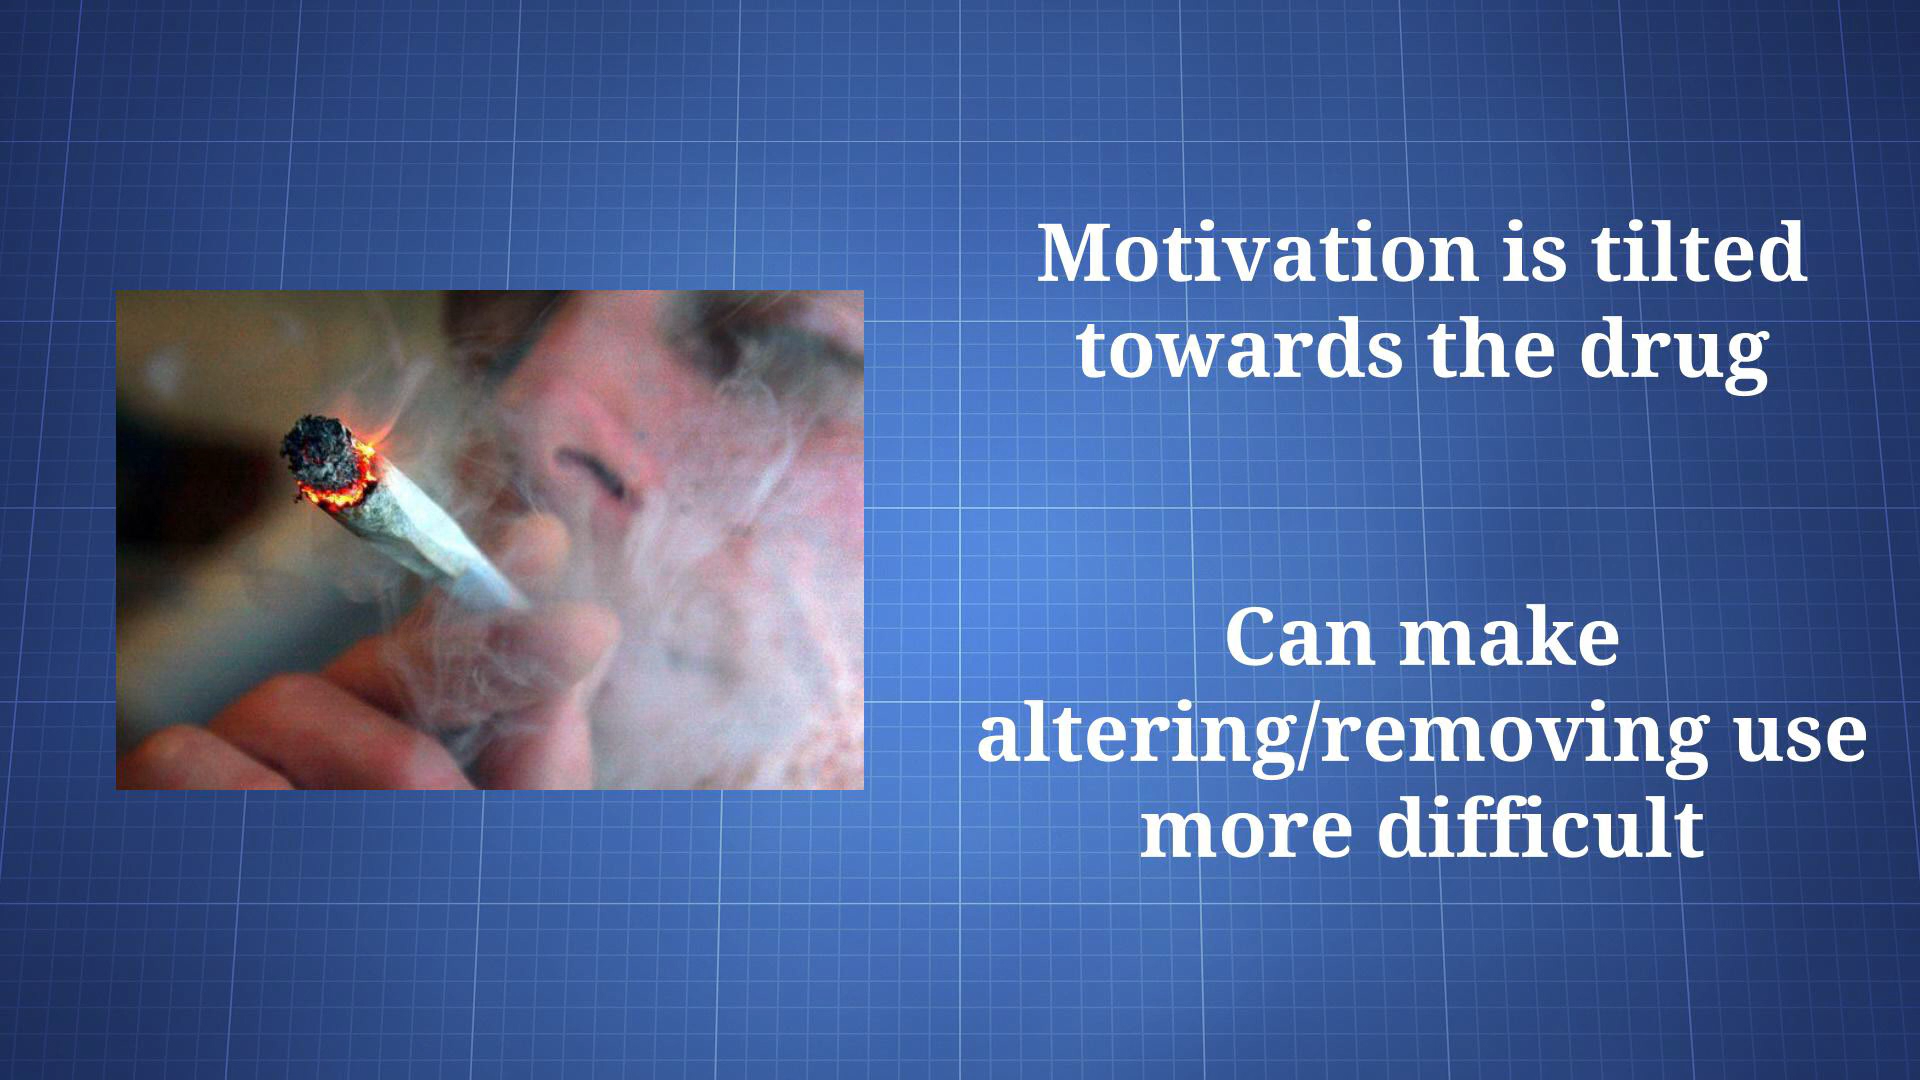 Motivation is tilted
towards the drug
Can make
altering/removing use
more difficult